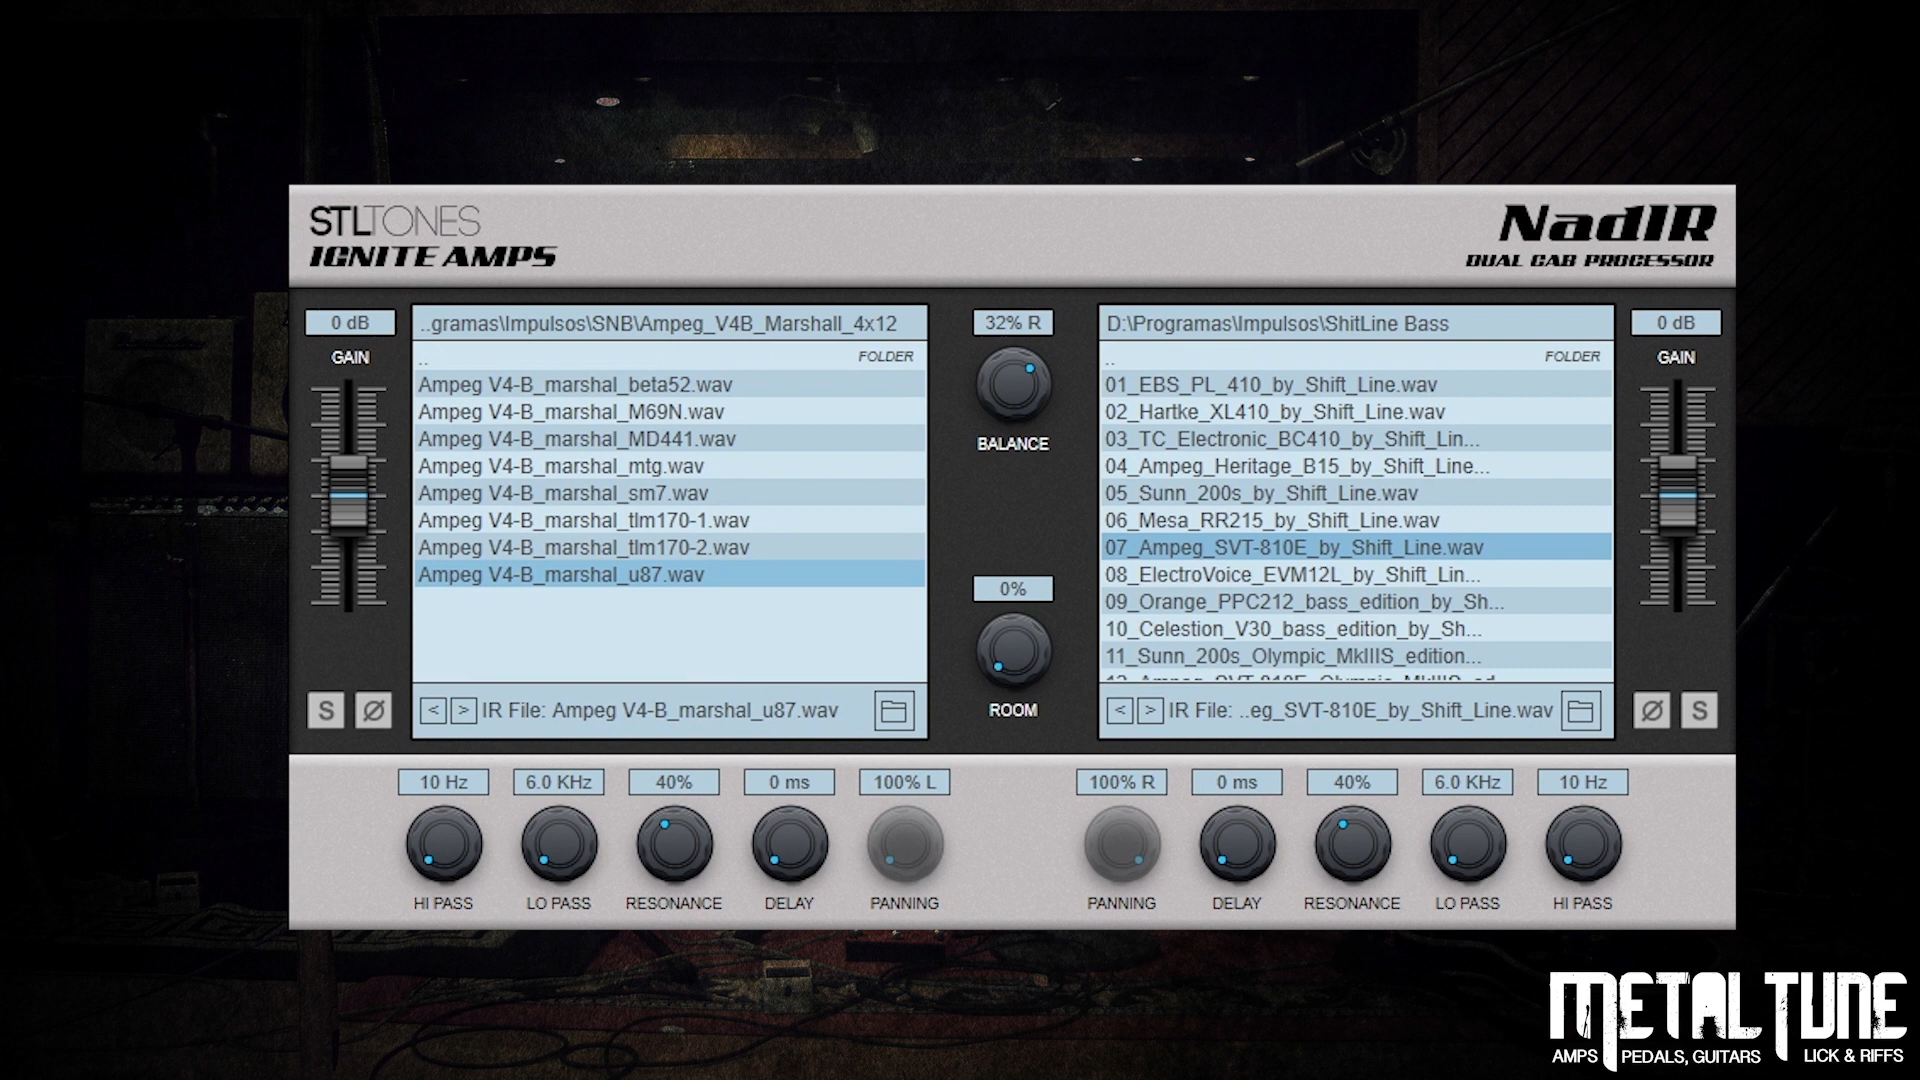 STLTONES
IGNITE AMPS
NadIR
DUAL CAB PROCESSOR
0 dB
GAIN
..gramas\Impulsos\SNB\Ampeg_V4B_Marshall_4x12
.. FOLDER
Ampeg V4-B_marshal_beta52.wav
Ampeg V4-B_marshal_M69N.wav
Ampeg V4-B_marshal_MD441.wav
Ampeg V4-B_marshal_mtg.wav
Ampeg V4-B_marshal_sm7.wav
Ampeg V4-B_marshal_tlm170-1.wav
Ampeg V4-B_marshal_tlm170-2.wav
Ampeg V4-B_marshal_u87.wav
S Ø
< > IR File: Ampeg V4-B_marshal_u87.wav
32% R
BALANCE
0%
ROOM
D:\Programas\Impulsos\ShitLine Bass
.. FOLDER
01_EBS_PL_410_by_Shift_Line.wav
02_Hartke_XL410_by_Shift_Line.wav
03_TC_Electronic_BC410_by_Shift_Lin...
04_Ampeg_Heritage_B15_by_Shift_Line...
05_Sunn_200s_by_Shift_Line.wav
06_Mesa_RR215_by_Shift_Line.wav
07_Ampeg_SVT-810E_by_Shift_Line.wav
08_ElectroVoice_EVM12L_by_Shift_Lin...
09_Orange_PPC212_bass_edition_by_Sh...
10_Celestion_V30_bass_edition_by_Sh...
11_Sunn_200s_Olympic_MkIIIS_edition...
< > IR File: ..eg_SVT-810E_by_Shift_Line.wav
0 dB
GAIN
Ø S
10 Hz 6.0 KHz 40% 0 ms 100% L
HI PASS LO PASS RESONANCE DELAY PANNING
100% R 0 ms 40% 6.0 KHz 10 Hz
PANNING DELAY RESONANCE LO PASS HI PASS
METAL TUNE
AMPS PEDALS, GUITARS LICK & RIFFS